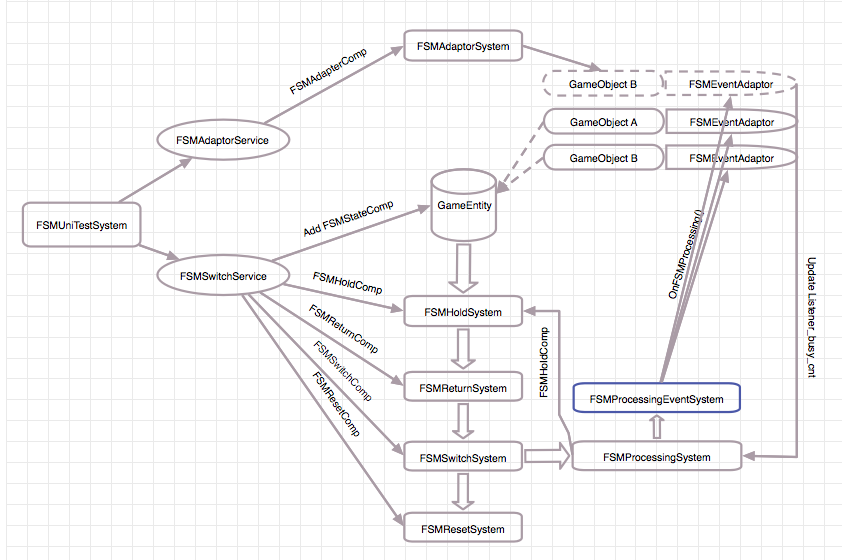 FSMAdaptorSystem
FSMAdapterComp
GameObject B
FSMEventAdaptor
GameObject A
FSMEventAdaptor
FSMAdaptorService
GameObject B
FSMEventAdaptor
GameEntity
Add FSMStateComp
FSMUniTestSystem
OnFSMProcessing()
FSMSwitchService
FSMHoldComp
FSMHoldSystem
Update Listener_busy_cnt
FSMReturnComp
FSMHoldComp
FSMSwitchComp
FSMReturnSystem
FSMResetComp
FSMProcessingEventSystem
FSMSwitchSystem
FSMProcessingSystem
FSMResetSystem